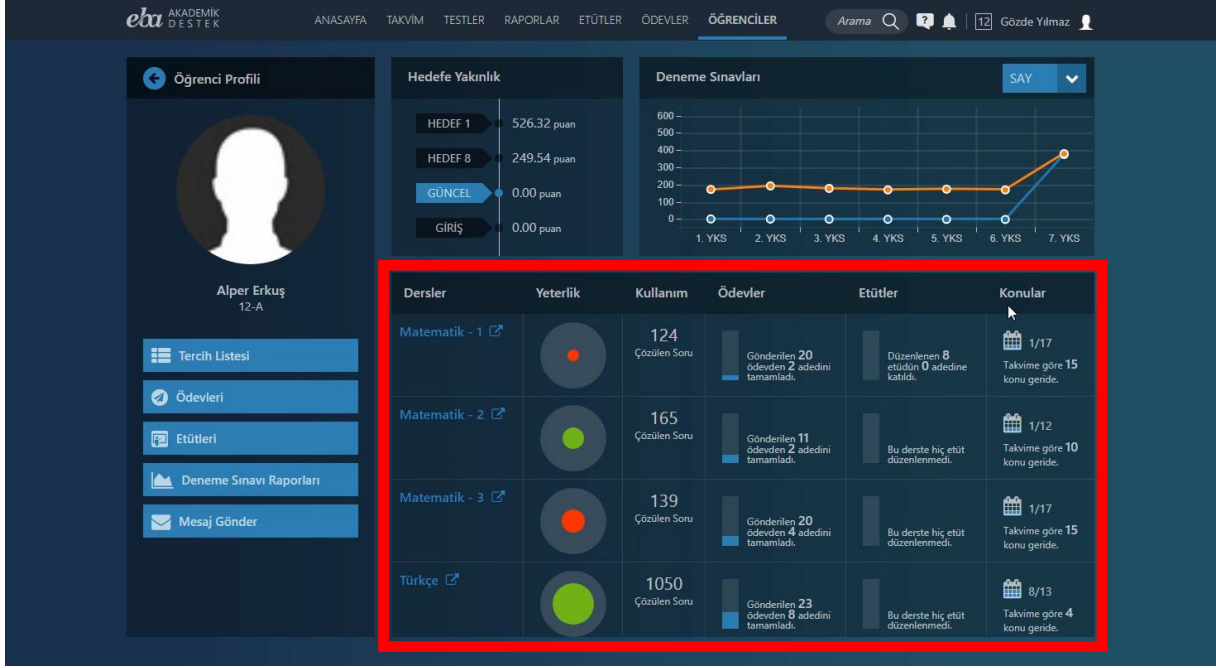 eba AKADEMİK DESTEK
ANASAYFA TAKVİM TESTLER RAPORLAR ETÜTLER ÖDEVLER ÖĞRENCİLER
Arama
12 Gözde Yılmaz
Öğrenci Profili
Alper Erkuş
12-A
Tercih Listesi
Ödevleri
Etütleri
Deneme Sınavı Raporları
Mesaj Gönder
Hedefe Yakınlık
HEDEF 1 526.32 puan
HEDEF 8 249.54 puan
GÜNCEL 0.00 puan
GİRİŞ 0.00 puan
Deneme Sınavları
SAY
600
500
400
300
200
100
0
1. YKS 2. YKS 3. YKS 4. YKS 5. YKS 6. YKS 7. YKS
Dersler Yeterlik Kullanım Ödevler Etütler Konular
Matematik - 1
124
Çözülen Soru
Gönderilen 20
ödevden 2 adedini
tamamladı.
Düzenlenen 8
etüdün 0 adedine
katıldı.
1/17
Takvime göre 15
konu geride.
Matematik - 2
165
Çözülen Soru
Gönderilen 11
ödevden 2 adedini
tamamladı.
Bu derste hiç etüt
düzenlenmedi.
1/12
Takvime göre 10
konu geride.
Matematik - 3
139
Çözülen Soru
Gönderilen 20
ödevden 4 adedini
tamamladı.
Bu derste hiç etüt
düzenlenmedi.
1/17
Takvime göre 15
konu geride.
Türkçe
1050
Çözülen Soru
Gönderilen 23
ödevden 8 adedini
tamamladı.
Bu derste hiç etüt
düzenlenmedi.
8/13
Takvime göre 4
konu geride.